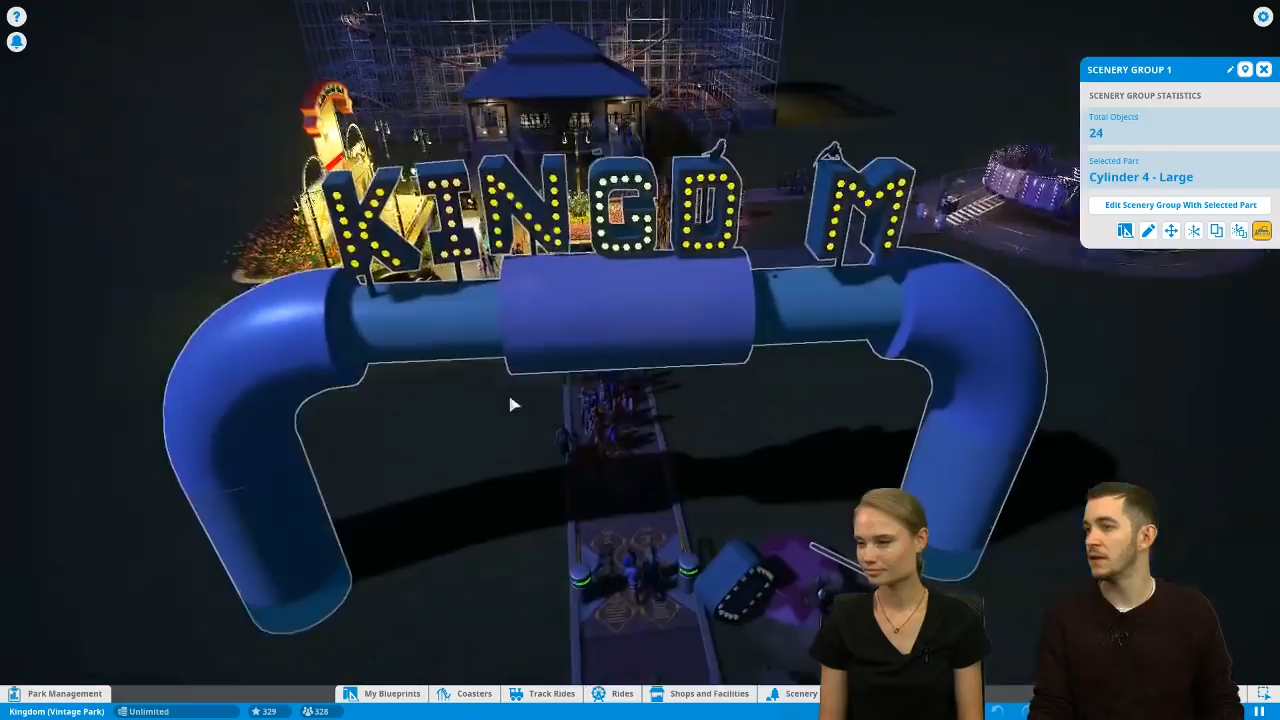 SCENERY GROUP 1
SCENERY GROUP STATISTICS
Total Objects
24
Selected Part
Cylinder 4 - Large
Edit Scenery Group With Selected Part
KINGD M
Park Management
My Blueprints
Coasters
Track Rides
Rides
Shops and Facilities
Scenery
Kingdom (Vintage Park)
Unlimited
329
328